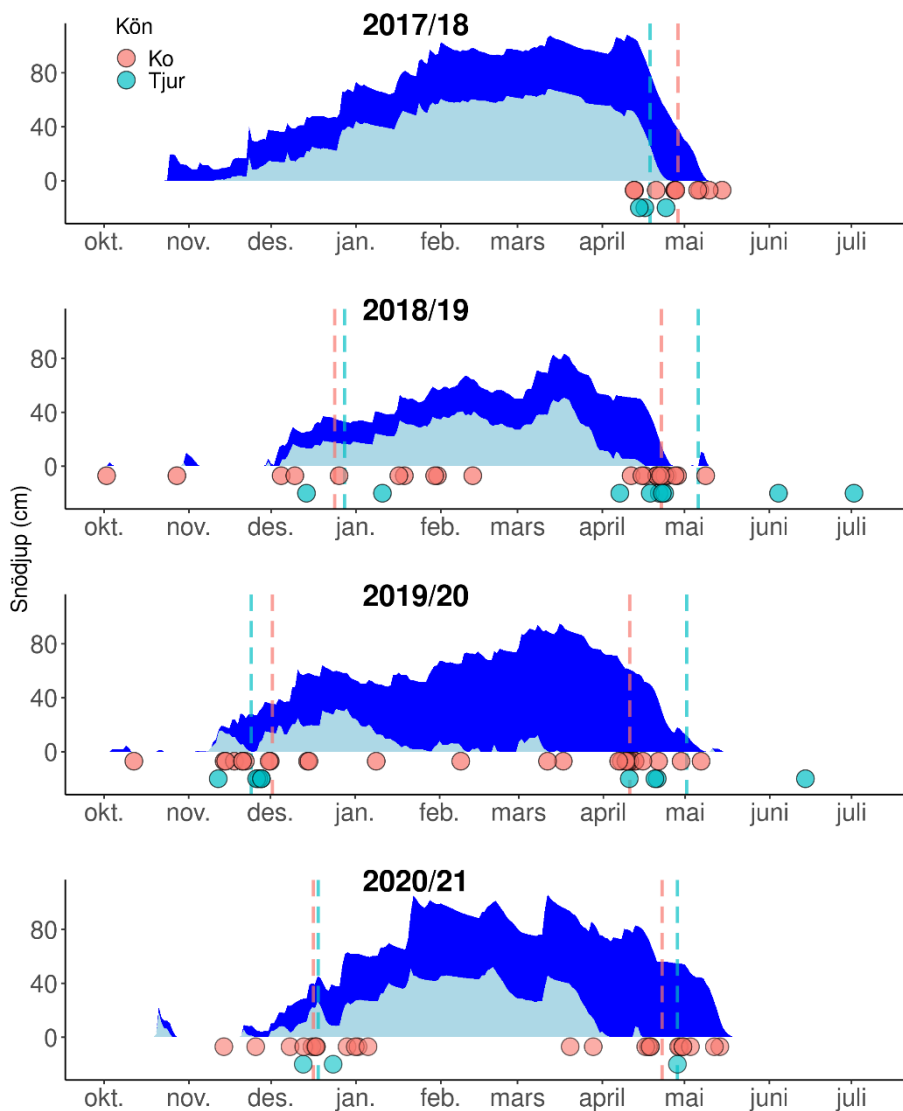 2017/18
Kön
Ko
Tjur
80
40
0
okt. nov. des. jan. feb. mars april mai juni juli
2018/19
80
40
0
okt. nov. des. jan. feb. mars april mai juni juli
Snödjup (cm)
2019/20
80
40
0
okt. nov. des. jan. feb. mars april mai juni juli
2020/21
80
40
0
okt. nov. des. jan. feb. mars april mai juni juli